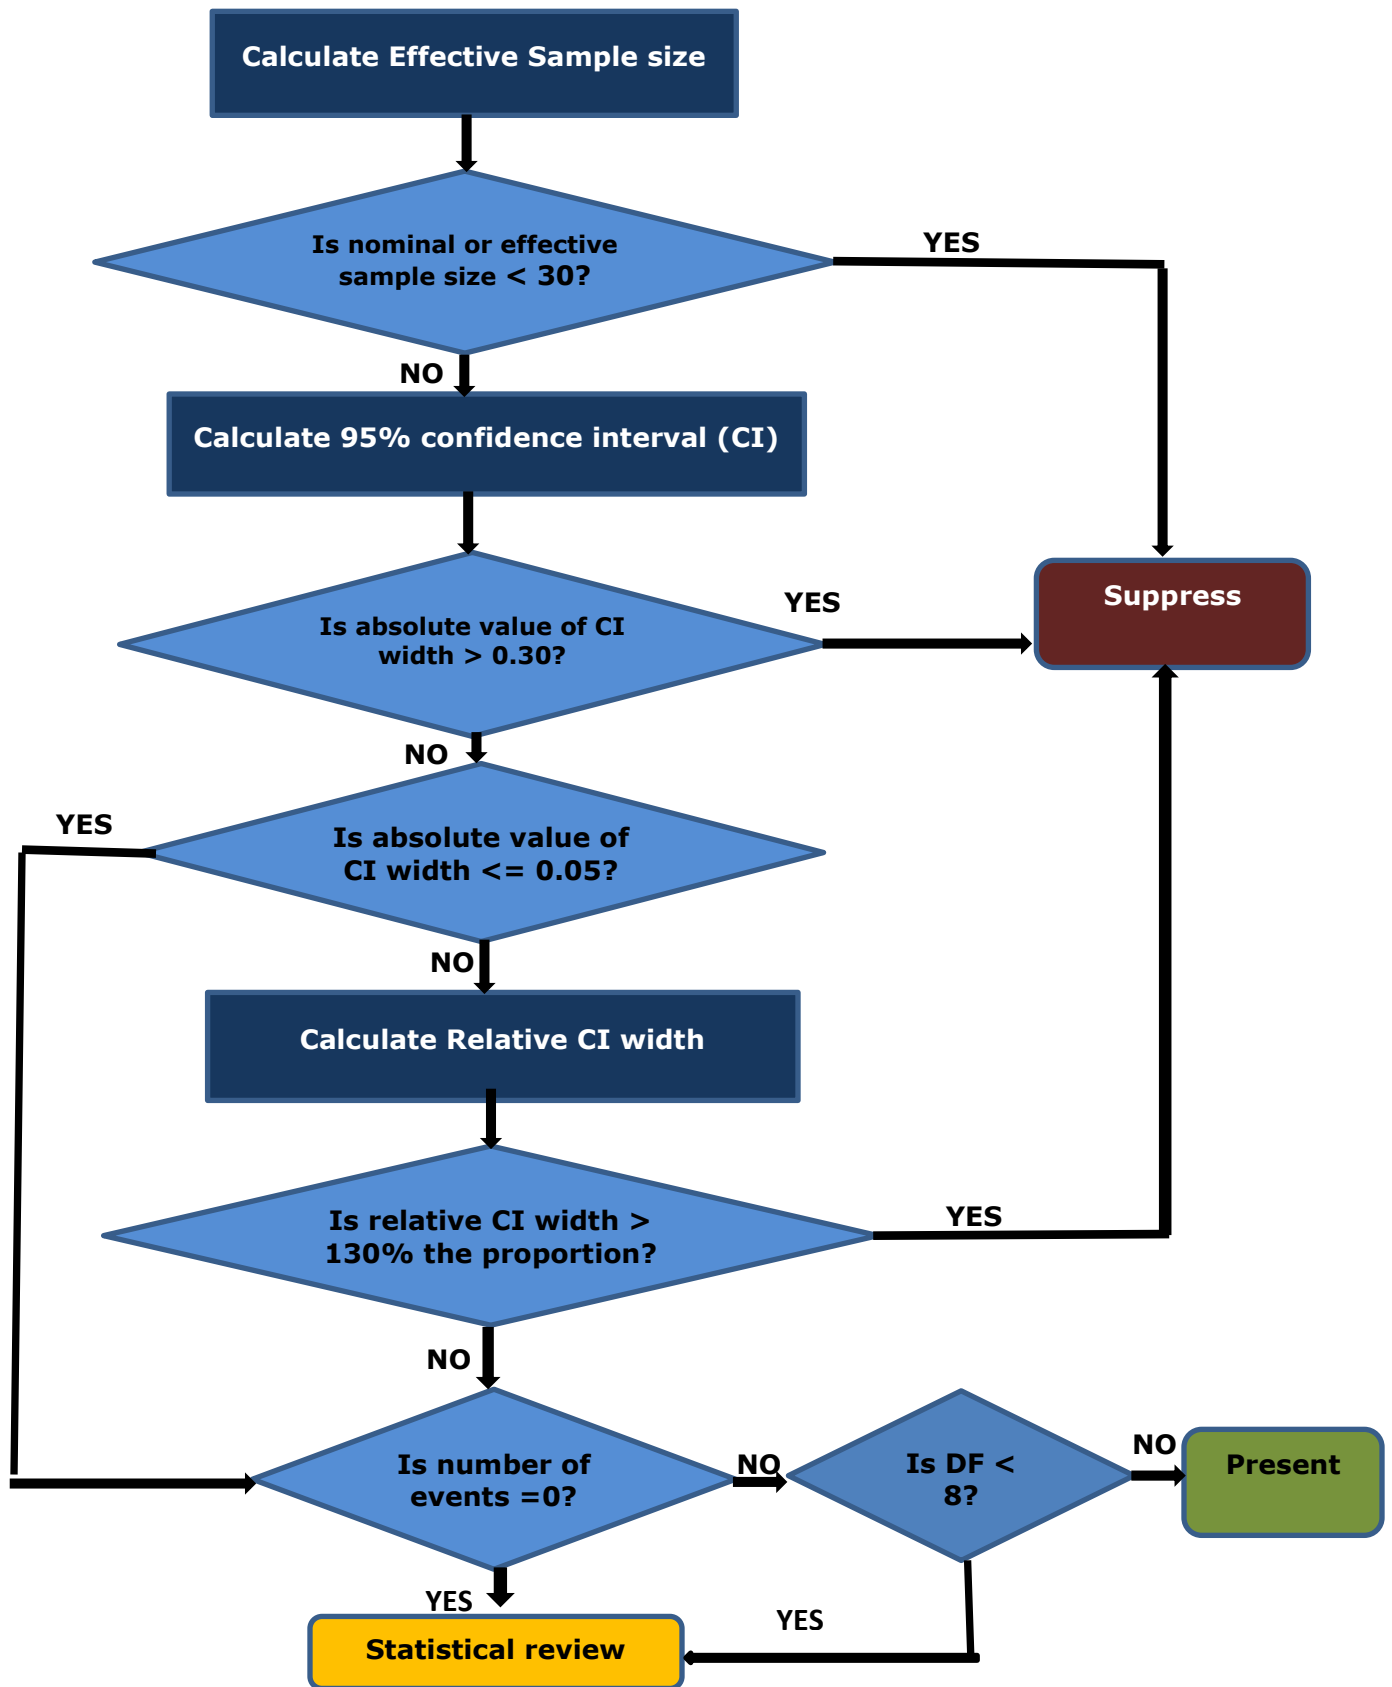 Calculate Effective Sample size
Is nominal or effective
sample size < 30?
YES
NO
Calculate 95% confidence interval (CI)
Is absolute value of CI
width > 0.30?
YES
Suppress
NO
Is absolute value of
CI width <= 0.05?
YES
NO
Calculate Relative CI width
Is relative CI width >
130% the proportion?
YES
NO
Is number of
events =0?
NO
Is DF <
8?
NO
Present
YES
YES
Statistical review